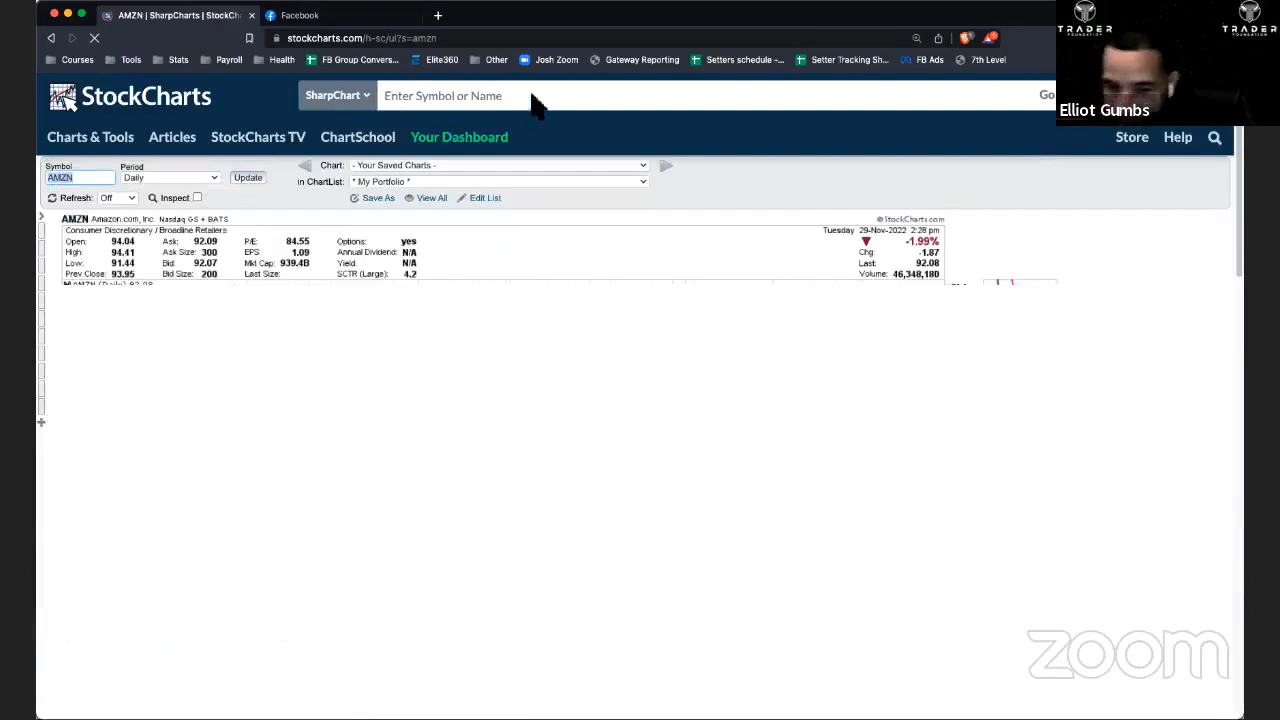 AMZN | SharpCharts | StockCh
Facebook
stockcharts.com/h-sc/ui?s=amzn
Courses Tools Stats Payroll Health FB Group Convers... Elite360 Other Josh Zoom Gateway Reporting Setters schedule -... Setter Tracking Sh... FB Ads 7th Level
TRADER
FOUNDATION
TRADER
FOUNDATION
Elliot Gumbs
StockCharts
SharpChart
Enter Symbol or Name
Go
Charts & Tools Articles StockCharts TV ChartSchool Your Dashboard Store Help
Symbol Period Chart: - Your Saved Charts -
AMZN Daily Update in ChartList: * My Portfolio *
Refresh: Off Inspect Save As View All Edit List
AMZN Amazon.com, Inc. Nasdaq GS + BATS © StockCharts.com
Consumer Discretionary / Broadline Retailers Tuesday 29-Nov-2022 2:28 pm
Open: 94.04 Ask: 92.09 P/E: 84.55 Options: yes -1.99%
High: 94.41 Ask Size: 300 EPS: 1.09 Annual Dividend: N/A Chg: -1.87
Low: 91.44 Bid: 92.07 Mkt Cap: 939.4B Yield: N/A Last: 92.08
Prev Close: 93.95 Bid Size: 200 Last Size: SCTR (Large): 4.2 Volume: 46,348,180
AMZN (Daily) 92.08
zoom